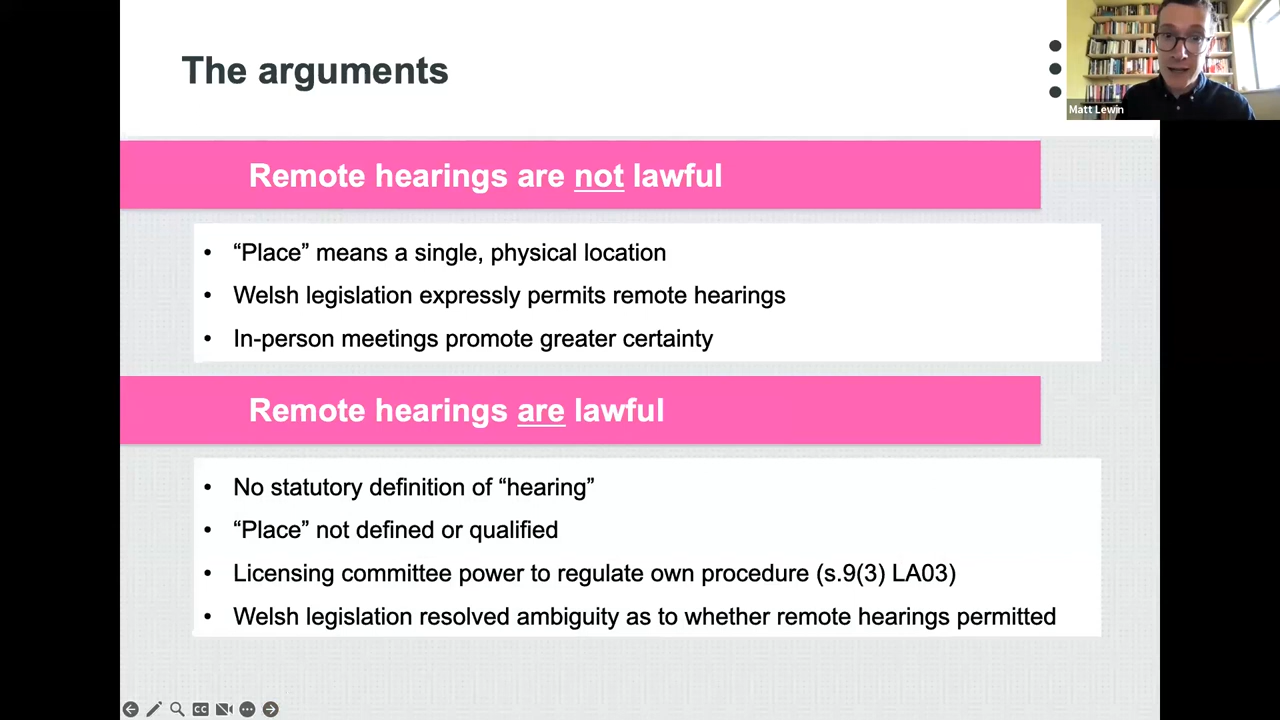 The arguments
Matt Lewin
Remote hearings are not lawful
• “Place” means a single, physical location
• Welsh legislation expressly permits remote hearings
• In-person meetings promote greater certainty
Remote hearings are lawful
• No statutory definition of “hearing”
• “Place” not defined or qualified
• Licensing committee power to regulate own procedure (s.9(3) LA03)
• Welsh legislation resolved ambiguity as to whether remote hearings permitted
CC